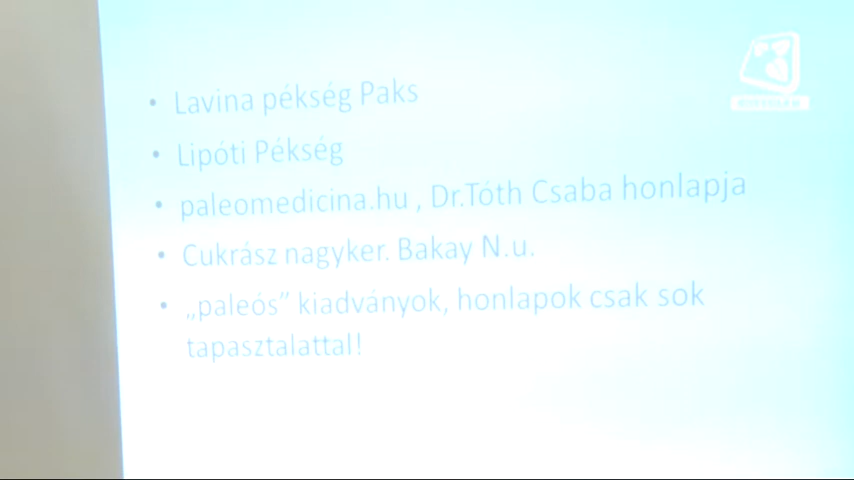 • Lavina pékség Paks
• Lipóti Pékség
• paleomedicina.hu , Dr.Tóth Csaba honlapja
• Cukrász nagyker. Bakay N.u.
• „paleós” kiadványok, honlapok csak sok
tapasztalattal!